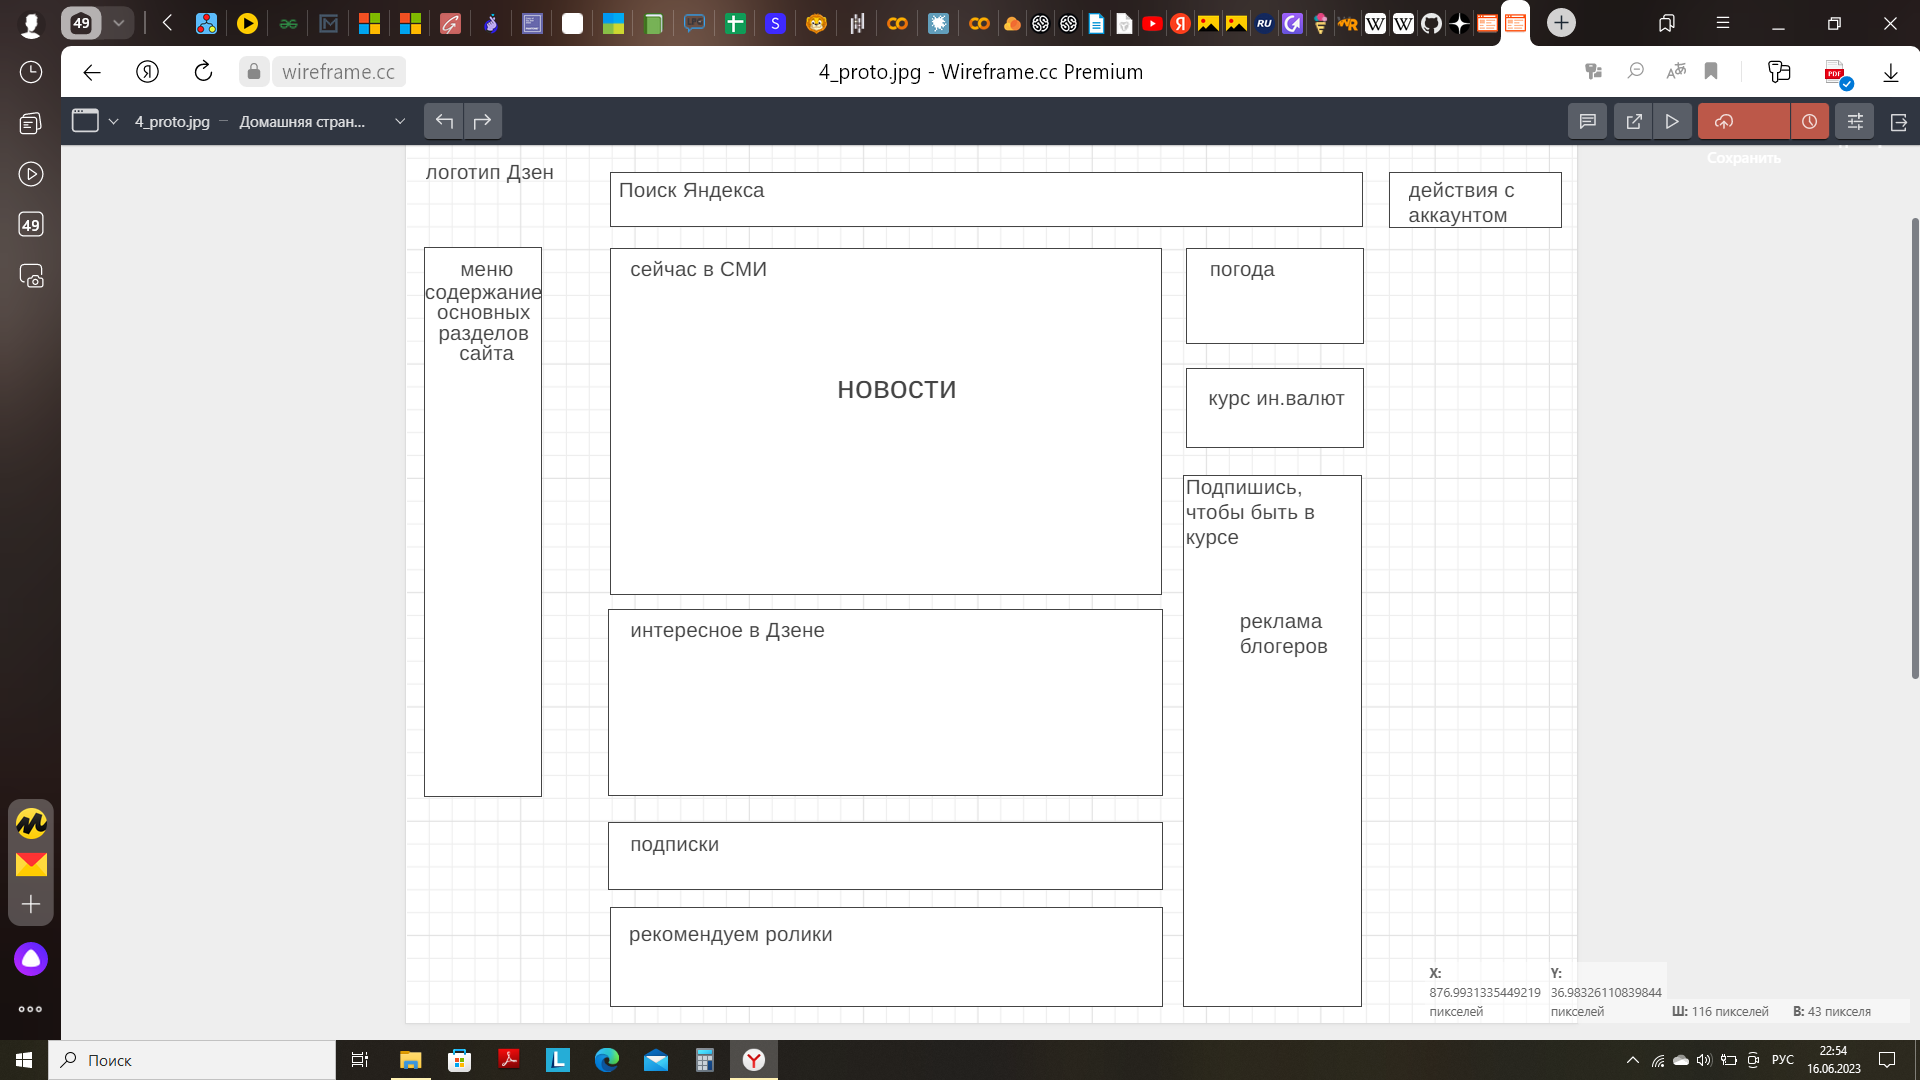 49
wireframe.cc
4_proto.jpg - Wireframe.cc Premium
4_proto.jpg — Домашняя стран...
Сохранить
49
логотип Дзен
Поиск Яндекса
действия с
аккаунтом
меню
содержание
основных
разделов
сайта
сейчас в СМИ
новости
погода
курс ин.валют
Подпишись,
чтобы быть в
курсе
реклама
блогеров
интересное в Дзене
подписки
рекомендуем ролики
X:
876.9931335449219
пикселей
Y:
36.98326110839844
пикселей
Ш: 116 пикселей
В: 43 пикселя
Поиск
РУС
22:54
16.06.2023